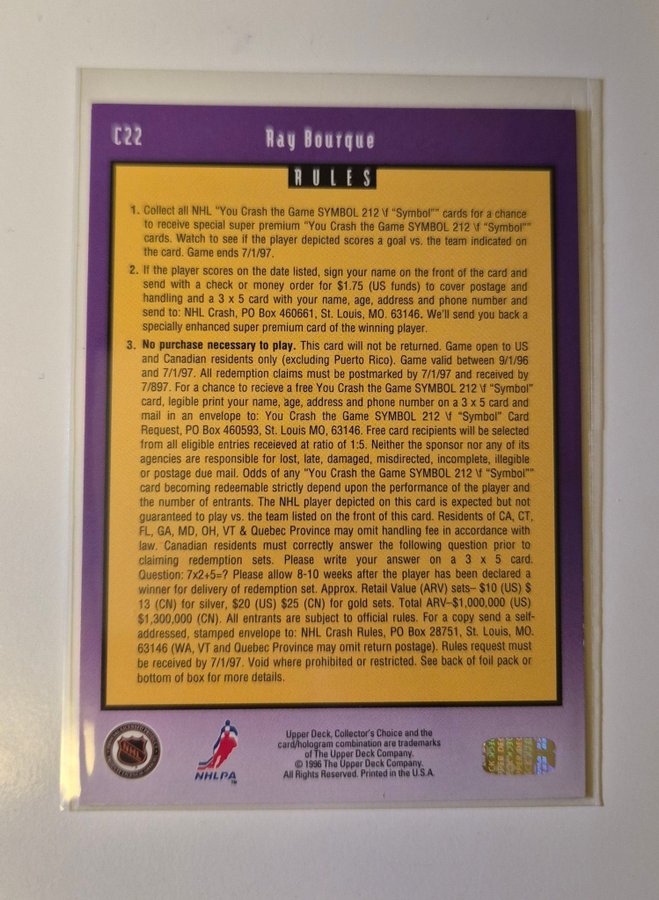 C22 Ray Bourque
RULES
1. Collect all NHL "You Crash the Game SYMBOL 212 \f "Symbol"" cards for a chance
to receive special super premium "You Crash the Game SYMBOL 212 \f "Symbol""
cards. Watch to see if the player depicted scores a goal vs. the team indicated on
the card. Game ends 7/1/97.
2. If the player scores on the date listed, sign your name on the front of the card and
send with a check or money order for $1.75 (US funds) to cover postage and
handling and a 3 x 5 card with your name, age, address and phone number and
send to: NHL Crash, PO Box 460661, St. Louis, MO. 63146. We'll send you back a
specially enhanced super premium card of the winning player.
3. No purchase necessary to play. This card will not be returned. Game open to US
and Canadian residents only (excluding Puerto Rico). Game valid between 9/1/96
and 7/1/97. All redemption claims must be postmarked by 7/1/97 and received by
7/897. For a chance to recieve a free You Crash the Game SYMBOL 212 \f "Symbol"
card, legible print your name, age, address and phone number on a 3 x 5 card and
mail in an envelope to: You Crash the Game SYMBOL 212 \f "Symbol" Card
Request, PO Box 460593, St. Louis MO, 63146. Free card recipients will be selected
from all eligible entries receieved at ratio of 1:5. Neither the sponsor nor any of its
agencies are responsible for lost, late, damaged, misdirected, incomplete, illegible
or postage due mail. Odds of any "You Crash the Game SYMBOL 212 \f "Symbol""
card becoming redeemable strictly depend upon the performance of the player and
the number of entrants. The NHL player depicted on this card is expected but not
guaranteed to play vs. the team listed on the front of this card. Residents of CA, CT,
FL, GA, MD, OH, VT & Quebec Province may omit handling fee in accordance with
law. Canadian residents must correctly answer the following question prior to
claiming redemption sets. Please write answer on a 3 x 5 card.
Question: 7x2+5=? Please allow 8-10 weeks after the player has been declared a
winner for delivery of redemption set. Approx. Retail Value (ARV) sets– $10 (US) $
13 (CN) for silver, $20 (US) $25 (CN) for gold sets. Total ARV–$1,000,000 (US)
$1,300,000 (CN). All entrants are subject to official rules. For a copy send a self-
addressed, stamped envelope to: NHL Crash Rules, PO Box 28751, St. Louis, MO.
63146 (WA, VT and Quebec Province may omit return postage). Rules request must
be received by 7/1/97. Void where prohibited or restricted. See back of foil pack or
bottom of box for more details.
NHL
NHLPA
TM
Upper Deck, Collector's Choice and the
card/hologram combination are trademarks
of The Upper Deck Company.
© 1996 The Upper Deck Company.
All Rights Reserved. Printed in the U.S.A.